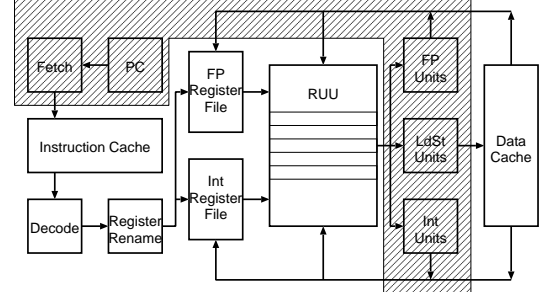 Fetch
PC
FP
Register
File
RUU
FP
Units
Instruction Cache
LdSt
Units
Data
Cache
Decode
Register
Rename
Int
Register
File
Int
Units